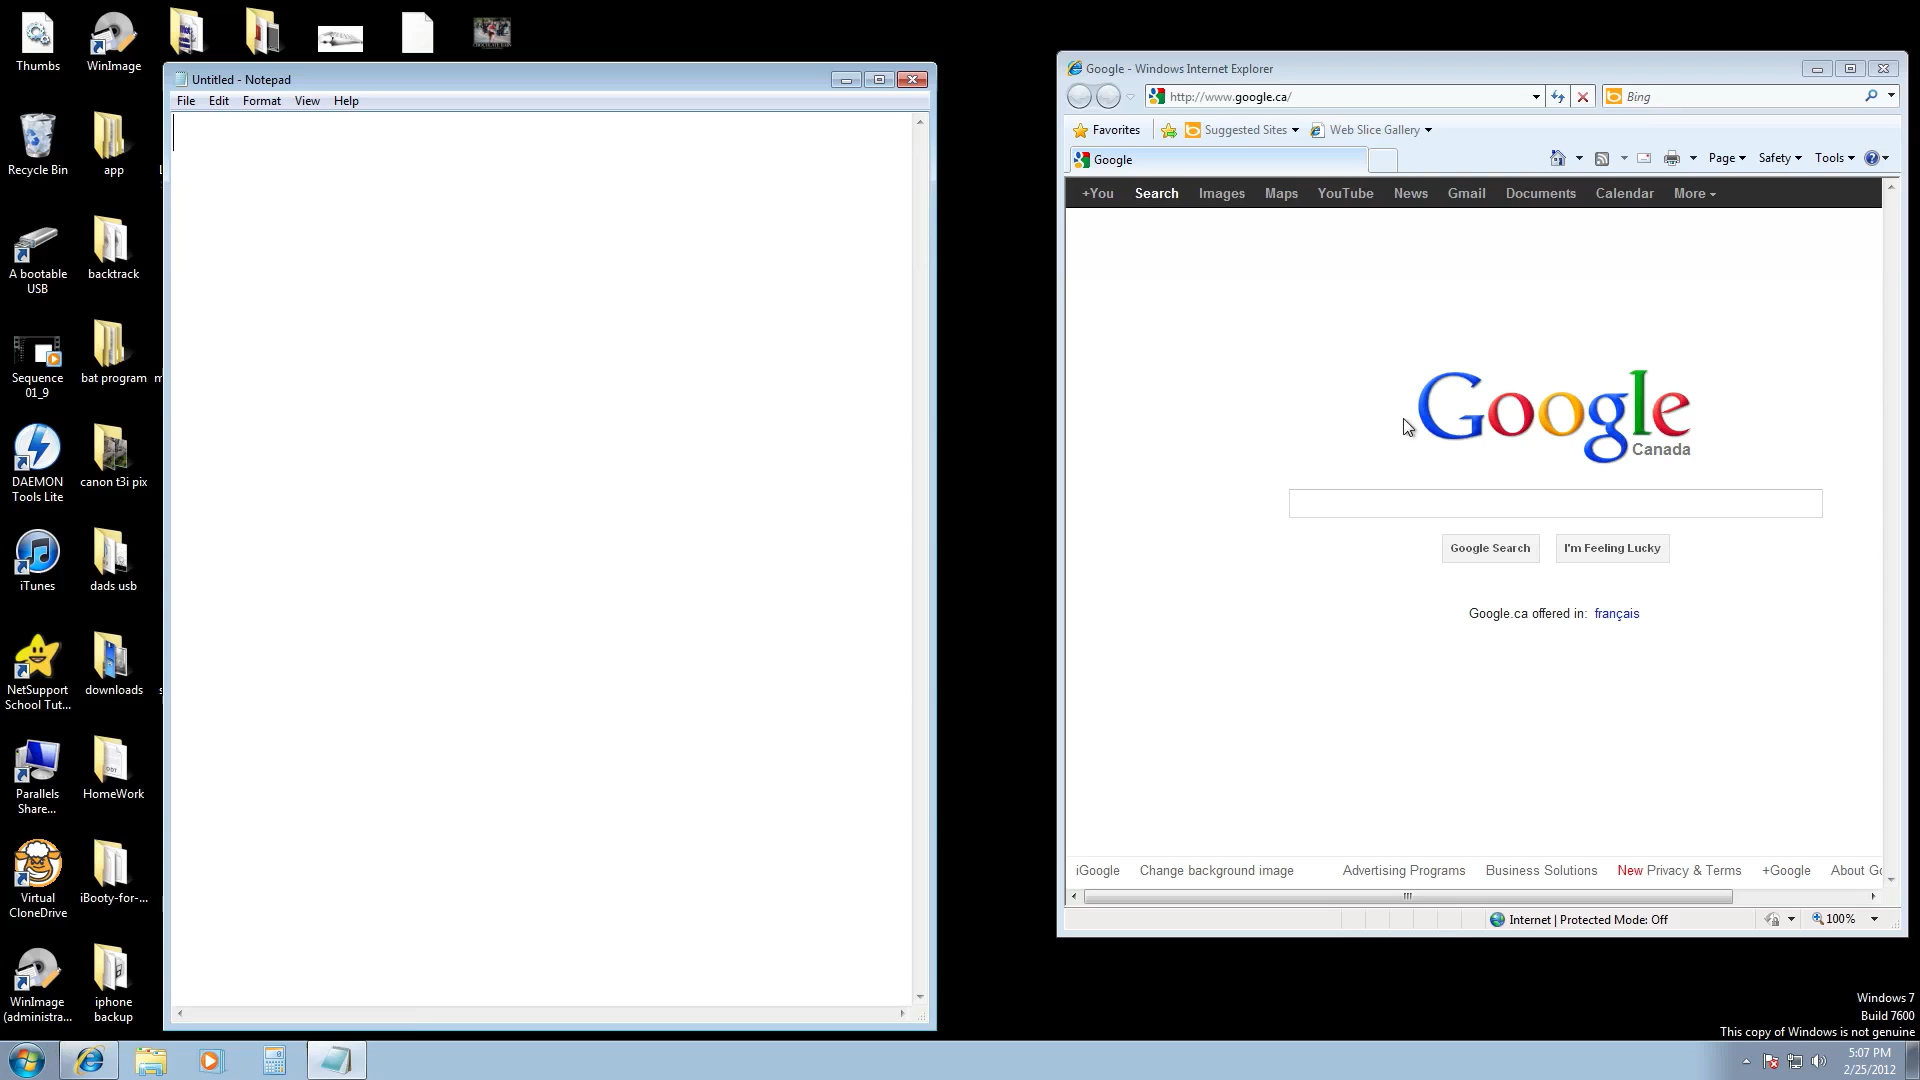 Thumbs
WinImage
Recycle Bin
app
A bootable
USB
backtrack
Sequence
01_9
bat program
DAEMON
Tools Lite
canon t3i pix
iTunes
dads usb
NetSupport
School Tut...
downloads
Parallels
Share...
HomeWork
Virtual
CloneDrive
iBooty-for-...
WinImage
(administra...
iphone
backup
Untitled - Notepad
File Edit Format View Help
Google - Windows Internet Explorer
http://www.google.ca/
Bing
Favorites Suggested Sites Web Slice Gallery
Google
Page Safety Tools
+You Search Images Maps YouTube News Gmail Documents Calendar More
Google
Canada
Google Search I'm Feeling Lucky
Google.ca offered in: français
iGoogle Change background image Advertising Programs Business Solutions New Privacy & Terms +Google About Go
Internet | Protected Mode: Off 100%
Windows 7
Build 7600
This copy of Windows is not genuine
5:07 PM
2/25/2012